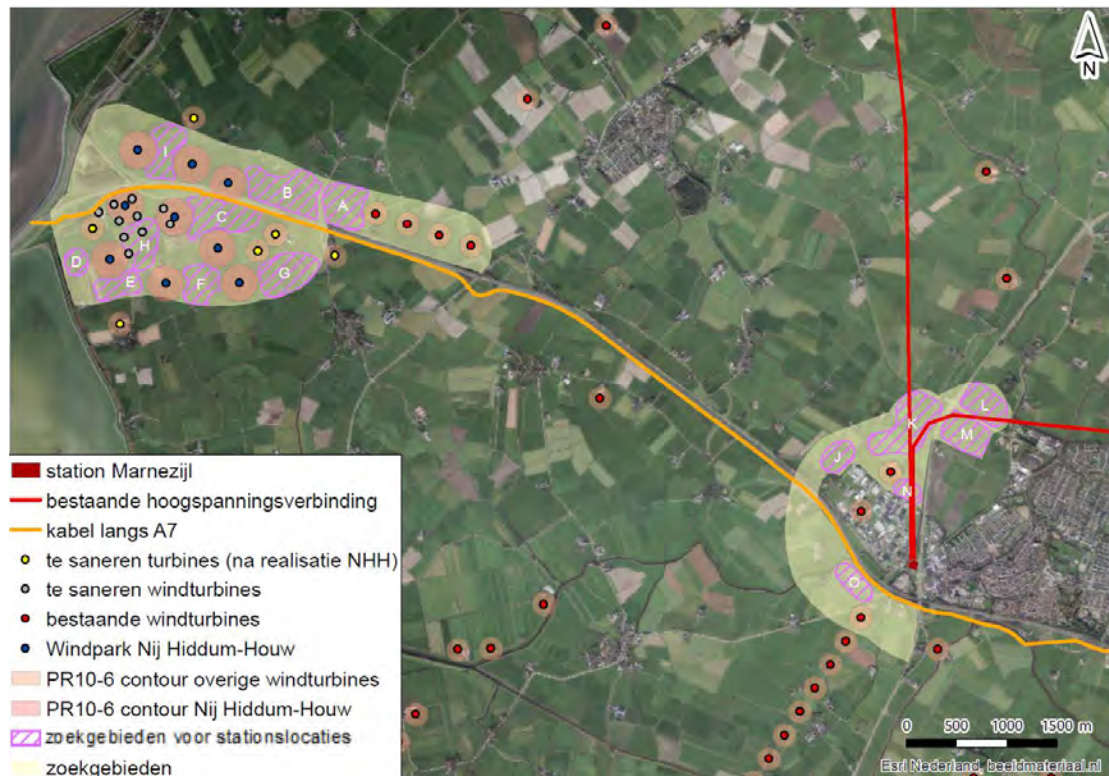 N
I
B
A
C
H
D
E
F
G
L
K
M
J
N
O
station Marnezijl
bestaande hoogspanningsverbinding
kabel langs A7
te saneren turbines (na realisatie NHH)
te saneren windturbines
bestaande windturbines
Windpark Nij Hiddum-Houw
PR10-6 contour overige windturbines
PR10-6 contour Nij Hiddum-Houw
zoekgebieden voor stationslocaties
zoekgebieden
0 500 1000 1500 m
Esri Nederland, beeldmateriaal.nl